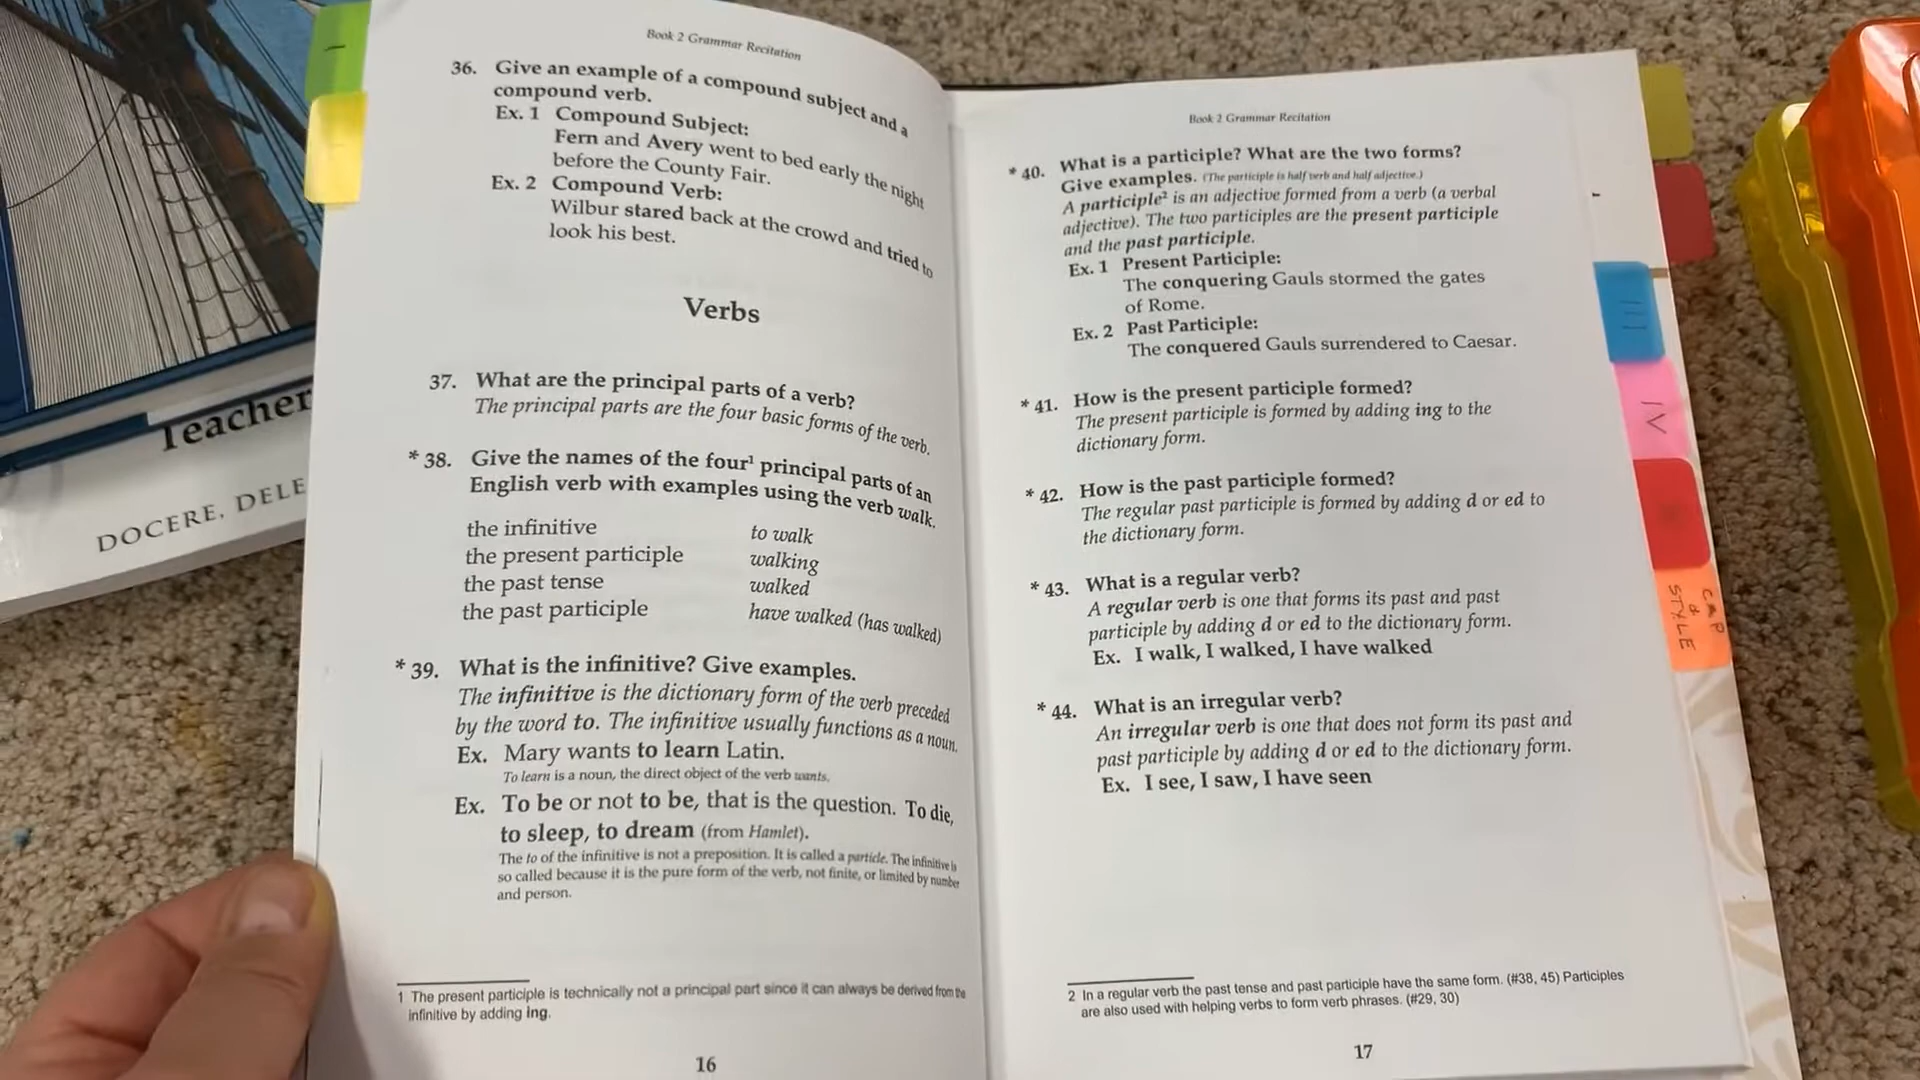 Teacher
DOCERE, DELE
Book 2 Grammar Recitation
36. Give an example of a compound subject and a
compound verb.
Ex. 1 Compound Subject:
Fern and Avery went to bed early the night
before the County Fair.
Ex. 2 Compound Verb:
Wilbur stared back at the crowd and tried to
look his best.
Verbs
37. What are the principal parts of a verb?
The principal parts are the four basic forms of the verb.
* 38. Give the names of the four¹ principal parts of an
English verb with examples using the verb walk.
the infinitive to walk
the present participle walking
the past tense walked
the past participle have walked (has walked)
* 39. What is the infinitive? Give examples.
The infinitive is the dictionary form of the verb preceded
by the word to. The infinitive usually functions as a noun.
Ex. Mary wants to learn Latin.
To learn is a noun, the direct object of the verb wants.
Ex. To be or not to be, that is the question. To die,
to sleep, to dream (from Hamlet).
The to of the infinitive is not a preposition. It is called a particle. The infinitive is
so called because it is the pure form of the verb, not finite, or limited by number
and person.
1 The present participle is technically not a principal part since it can always be derived from the
infinitive by adding ing.
16
Book 2 Grammar Recitation
* 40. What is a participle? What are the two forms?
Give examples. (The participle is half verb and half adjective.)
A participle² is an adjective formed from a verb (a verbal
adjective). The two participles are the present participle
and the past participle.
Ex. 1 Present Participle:
The conquering Gauls stormed the gates
of Rome.
Ex. 2 Past Participle:
The conquered Gauls surrendered to Caesar.
* 41. How is the present participle formed?
The present participle is formed by adding ing to the
dictionary form.
* 42. How is the past participle formed?
The regular past participle is formed by adding d or ed to
the dictionary form.
* 43. What is a regular verb?
A regular verb is one that forms its past and past
participle by adding d or ed to the dictionary form.
Ex. I walk, I walked, I have walked
* 44. What is an irregular verb?
An irregular verb is one that does not form its past and
past participle by adding d or ed to the dictionary form.
Ex. I see, I saw, I have seen
2 In a regular verb the past tense and past participle have the same form. (#38, 45) Participles
are also used with helping verbs to form verb phrases. (#29, 30)
17
I
III
IV
CAP
&
STYLE